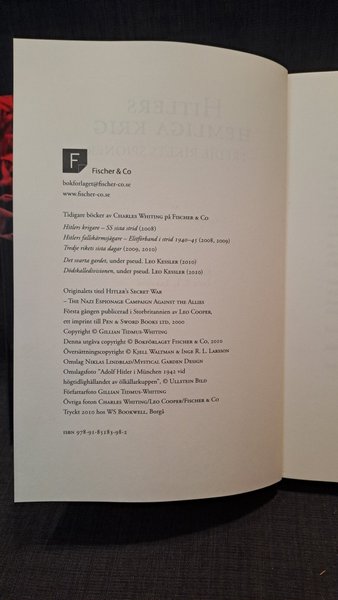 F
Fischer & Co
bokforlaget@fischer-co.se
www.fischer-co.se
Tidigare böcker av Charles Whiting på Fischer & Co
Hitlers krigare – SS sista strid (2008)
Hitlers fallskärmsjägare – Elitförband i strid 1940–45 (2008, 2009)
Tredje rikets sista dagar (2009, 2010)
Det svarta gardet, under pseud. Leo Kessler (2010)
Dödskalledivisionen, under pseud. Leo Kessler (2010)
Originalets titel Hitler's Secret War
– The Nazi Espionage Campaign Against the Allies
Första gången publicerad i Storbritannien av Leo Cooper,
ett imprint till Pen & Sword Books Ltd, 2000
Copyright © Gillian Tidmus-Whiting
Denna utgåva copyright © Bokförlaget Fischer & Co, 2010
Översättningscopyright © Kjell Waltman & Inge R. L. Larsson
Omslag Niklas Lindblad/Mystical Garden Design
Omslagsfoto "Adolf Hitler i München 1942 vid
högtidlighållandet av ölkällarkuppen", © Ullstein Bild
Författarfoto Gillian Tidmus-Whiting
Övriga foton Charles Whiting/Leo Cooper/Fischer & Co
Tryckt 2010 hos WS Bookwell, Borgå
ISBN 978-91-85183-98-2
HITLERS
HEMLIGA KRIG